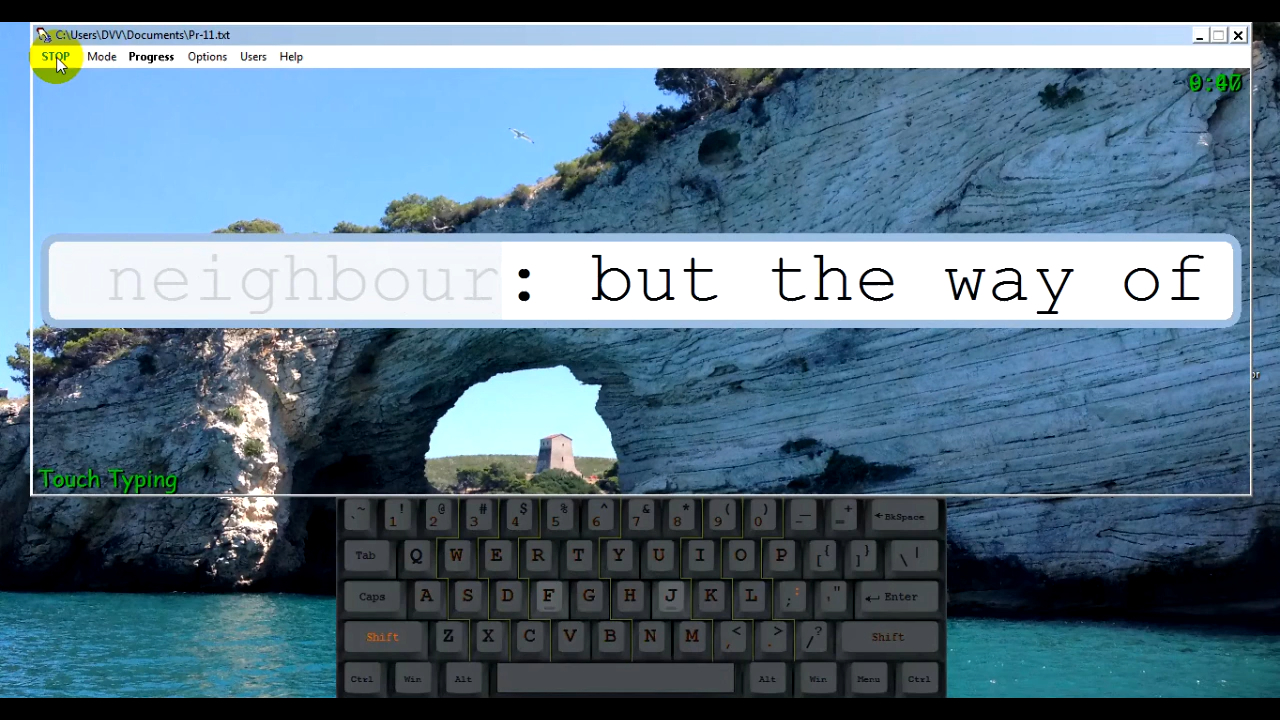 C:\Users\DVV\Documents\Pr-11.txt
STOP Mode Progress Options Users Help
neighbour: but the way of
Touch Typing
~ ` ! 1 @ 2 # 3 $ 4 % 5 ^ 6 & 7 * 8 ( 9 ) 0 _ - + = BkSpace
Tab Q W E R T Y U I O P { [ } ] | \
Caps A S D F G H J K L : ; " ' Enter
Shift Z X C V B N M < , > . ? / Shift
Ctrl Win Alt Alt Win Menu Ctrl